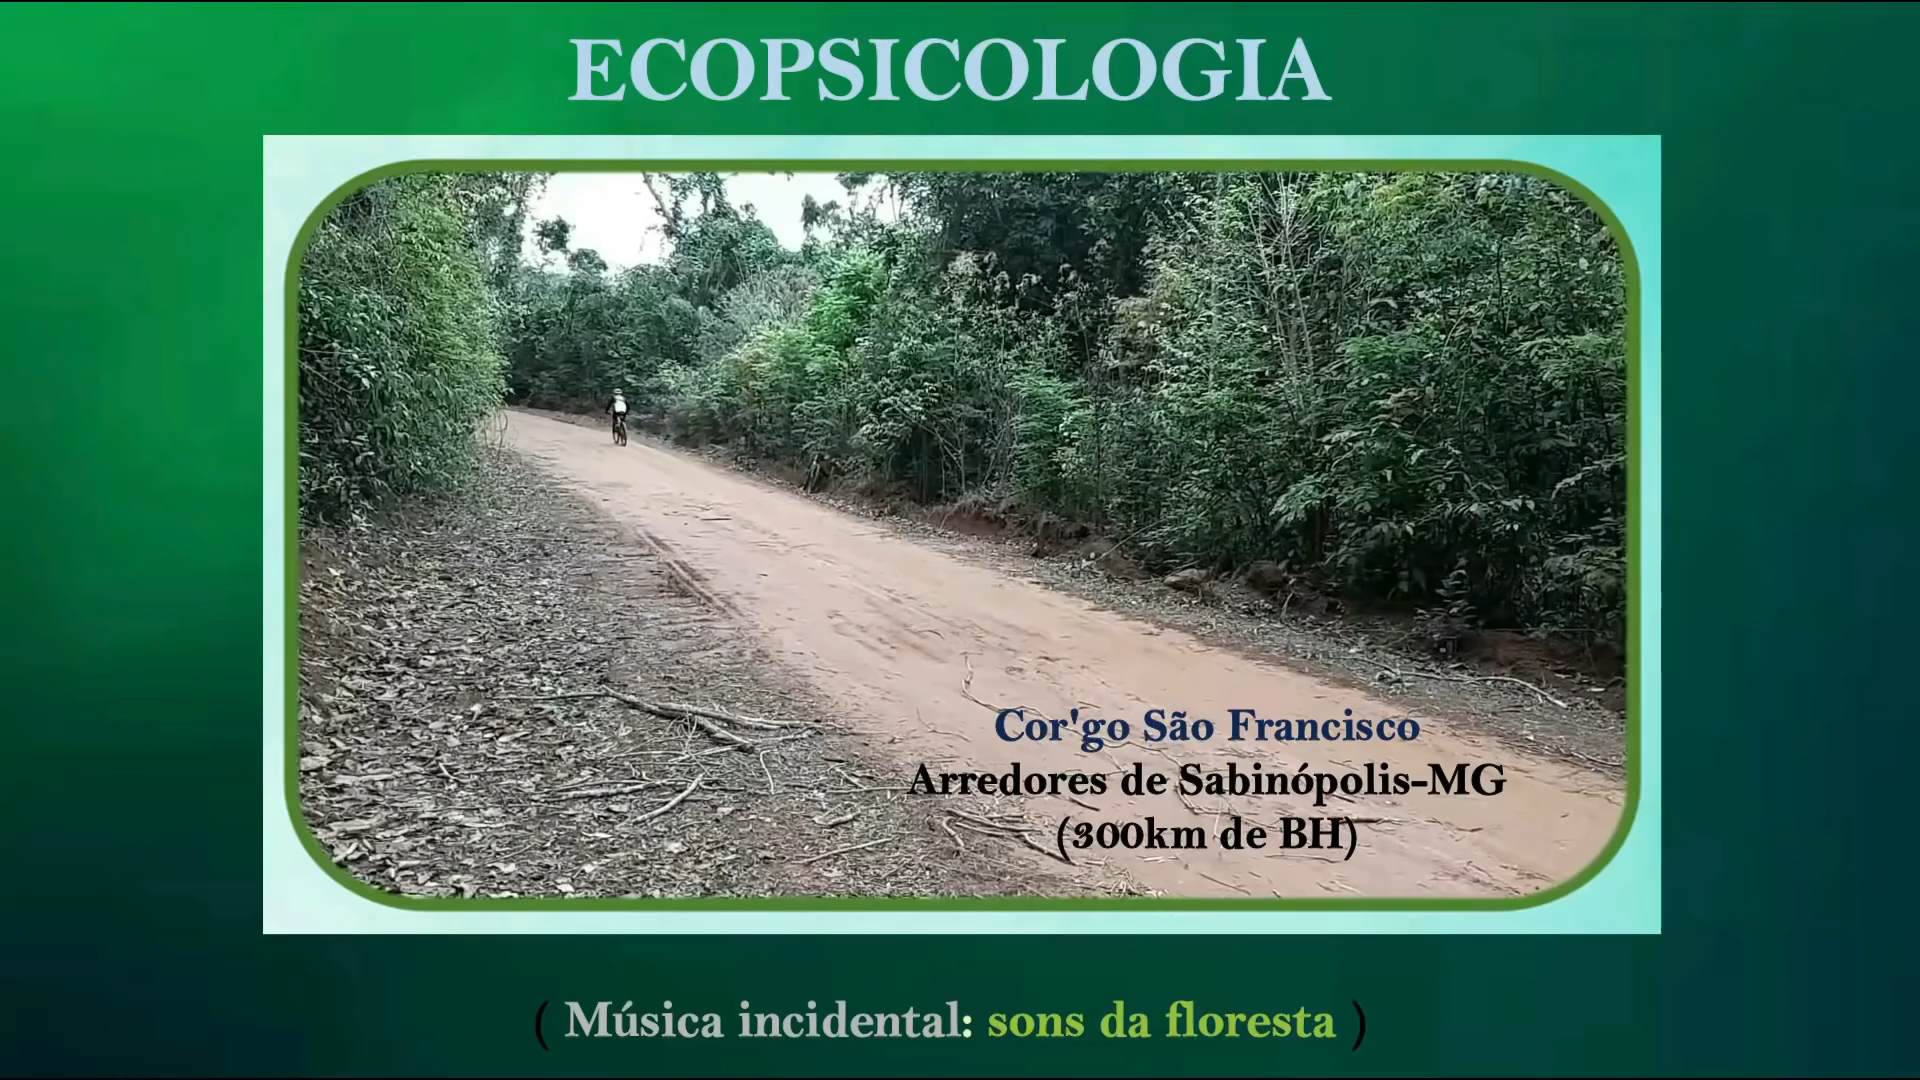 ECOPSICOLOGIA
Cor'go São Francisco
Arredores de Sabinópolis-MG
(300km de BH)
( Música incidental: sons da floresta )